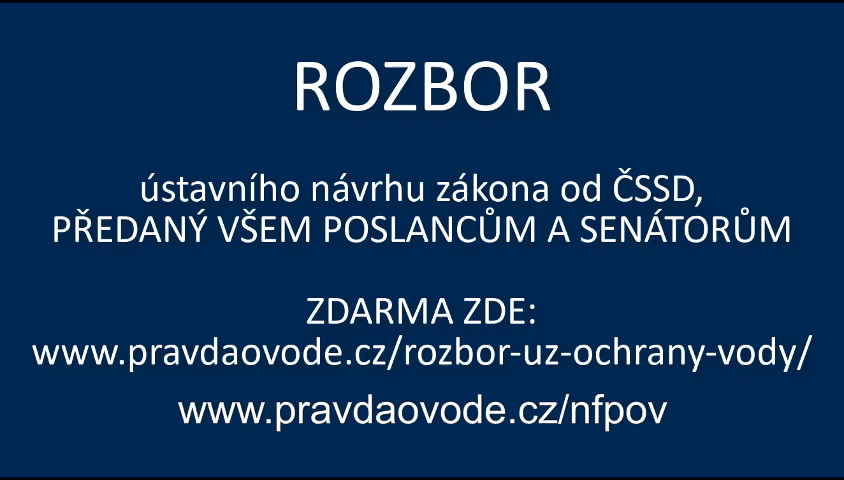 ROZBOR
ústavního návrhu zákona od ČSSD,
PŘEDANÝ VŠEM POSLANCŮM A SENÁTORŮM
ZDARMA ZDE:
www.pravdaovode.cz/rozbor-uz-ochrany-vody/
www.pravdaovode.cz/nfpov